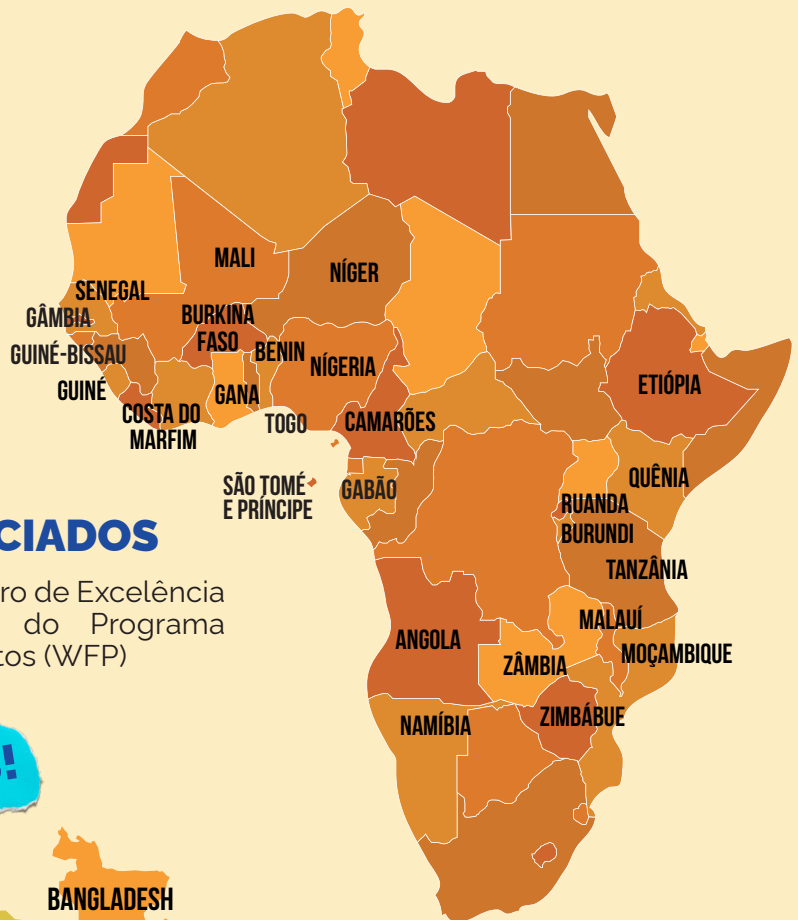 MALI
NÍGER
SENEGAL
GÂMBIA
BURKINA
FASO
GUINÉ-BISSAU
BENIN
NÍGERIA
GUINÉ
GANA
COSTA DO
MARFIM
TOGO
CAMARÕES
ETIÓPIA
SÃO TOMÉ
E PRÍNCIPE
GABÃO
QUÊNIA
RUANDA
BURUNDI
TANZÂNIA
CIADOS
ro de Excelência
do Programa
tos (WFP)
ANGOLA
MALAUÍ
ZÂMBIA
MOÇAMBIQUE
NAMÍBIA
ZIMBÁBUE
!
BANGLADESH